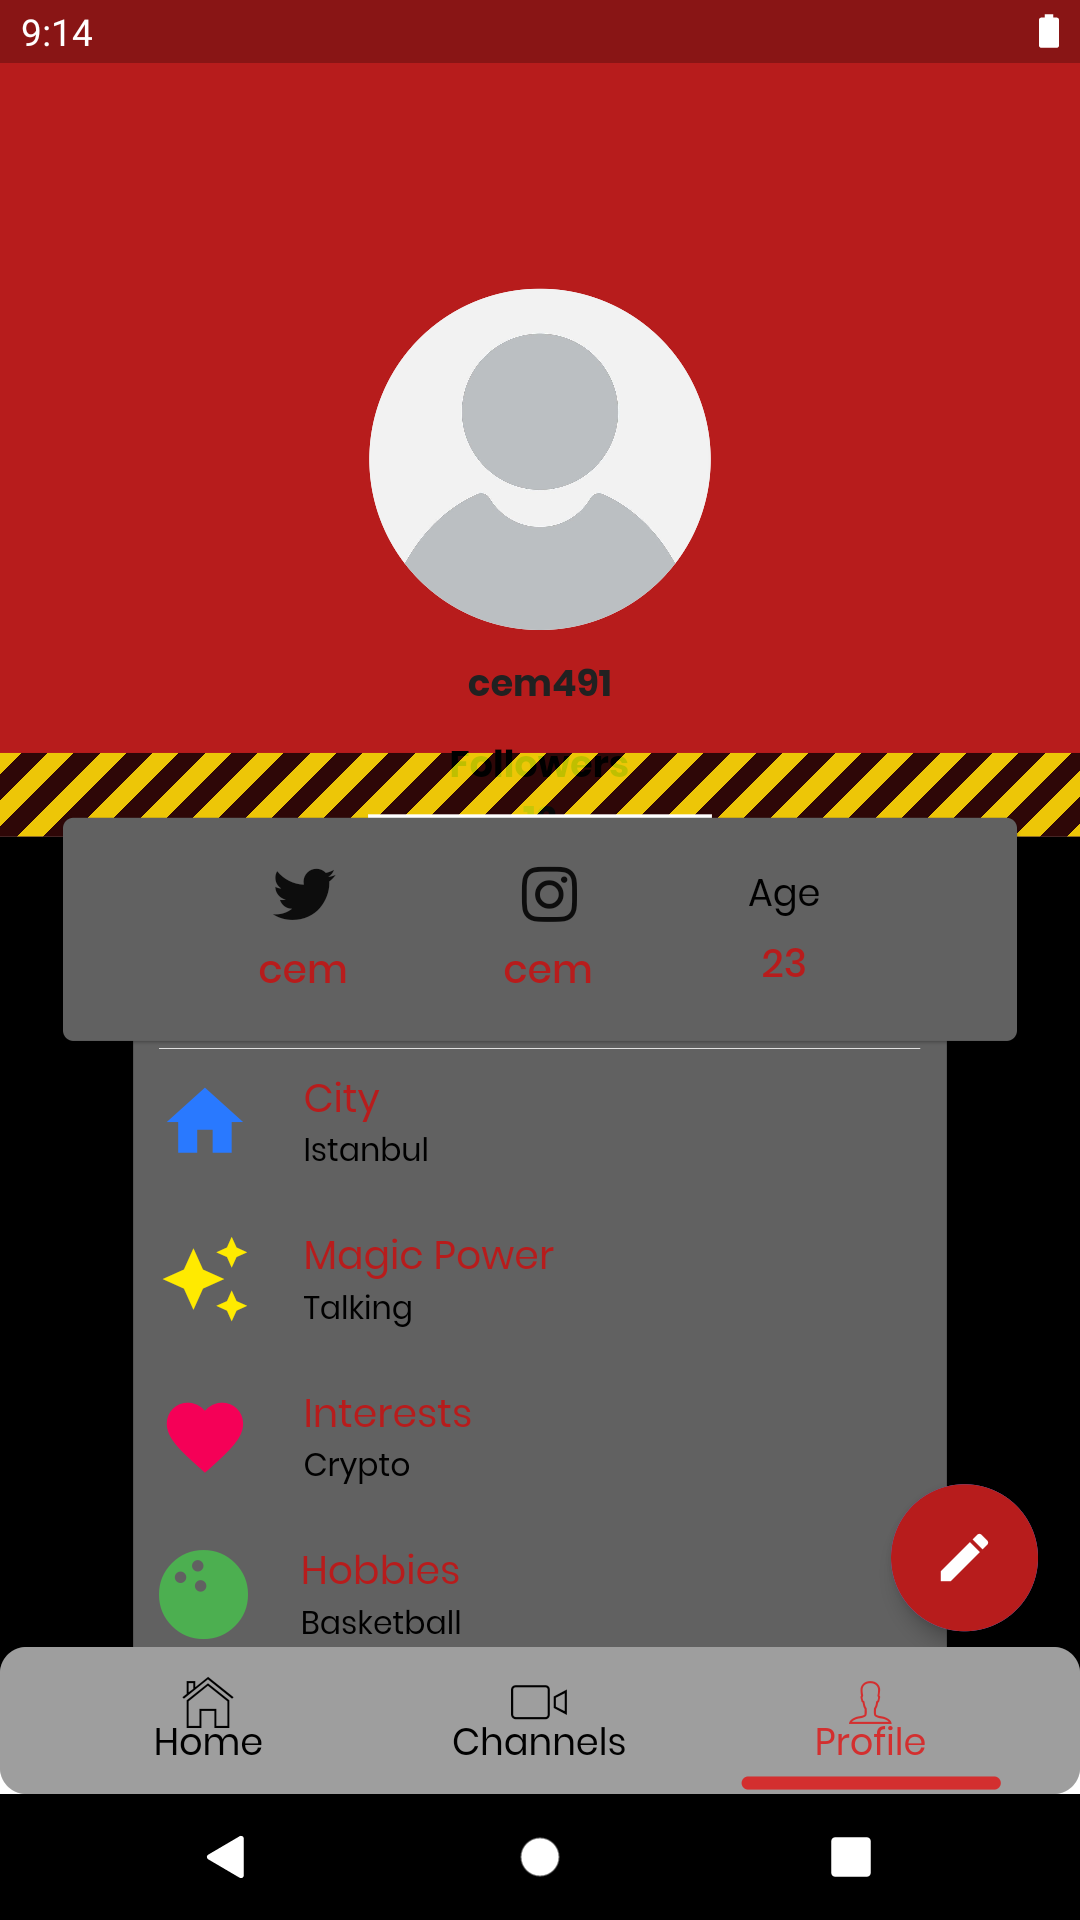 9:14
cem491
Followers
Age
cem
cem
23
City
Istanbul
Magic Power
Talking
Interests
Crypto
Hobbies
Basketball
Home
Channels
Profile